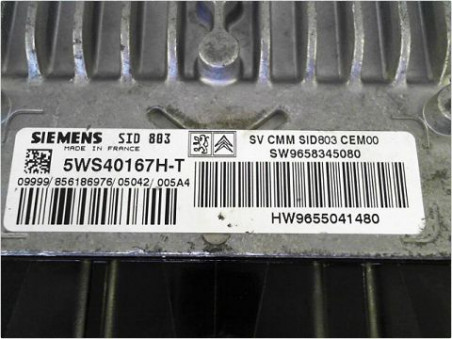 SIEMENS SID 803
MADE IN FRANCE
5WS40167H-T
09999/856186976/05042/005A4
SV CMM SID803 CEM00
SW9658345080
HW9655041480